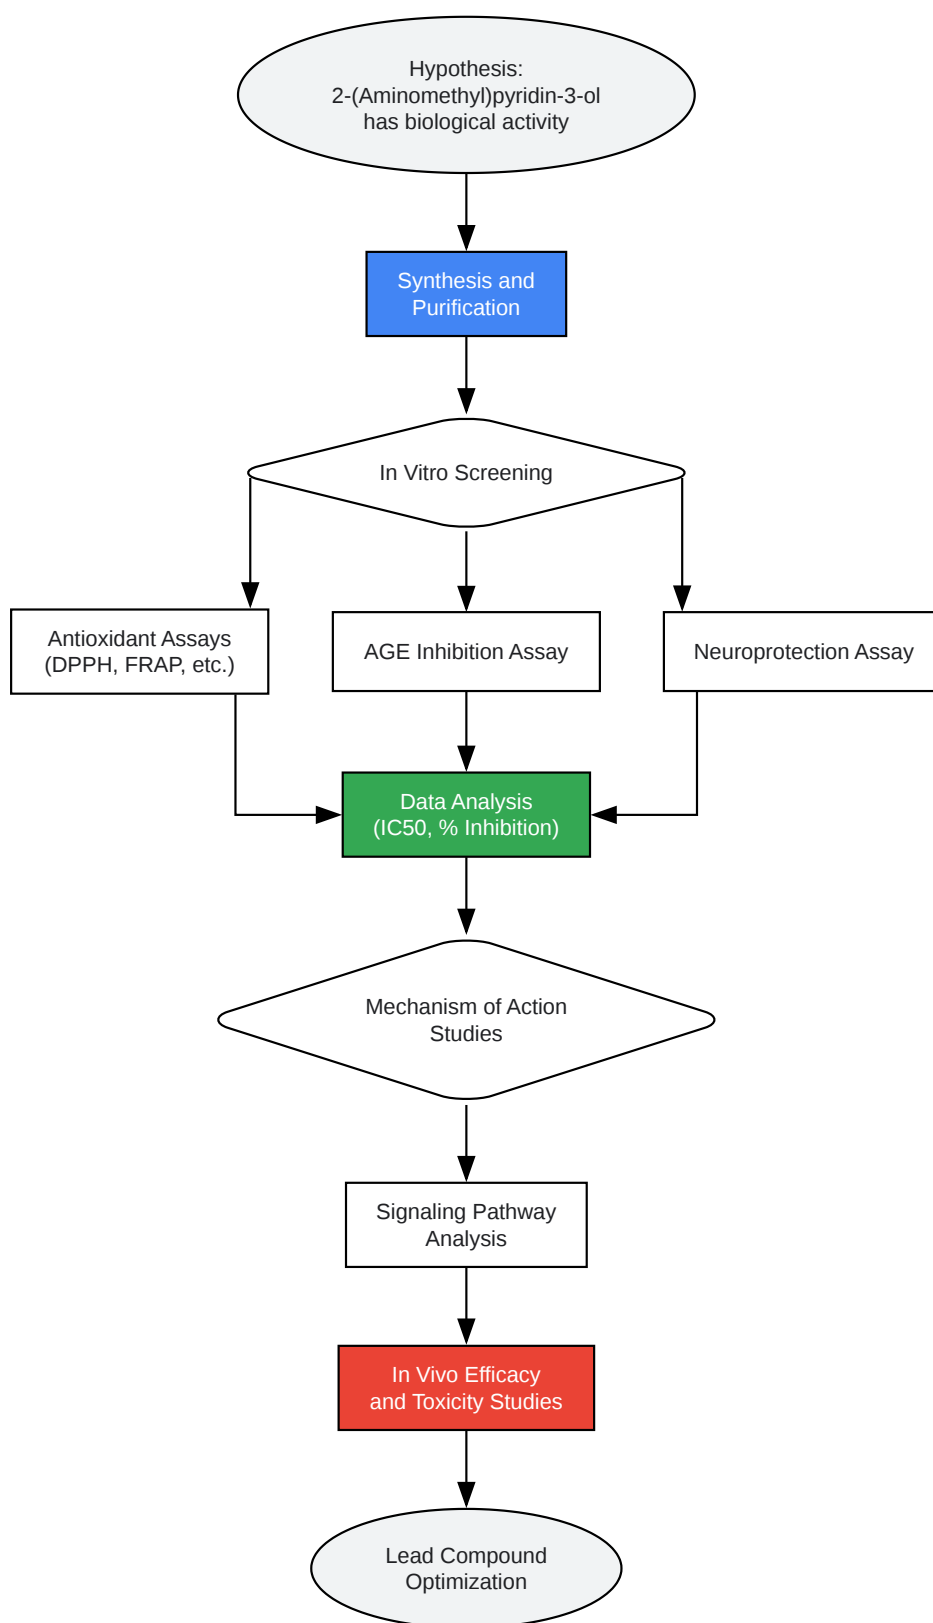 Hypothesis:
2-(Aminomethyl)pyridin-3-ol
has biological activity
Synthesis and
Purification
In Vitro Screening
Antioxidant Assays
(DPPH, FRAP, etc.)
AGE Inhibition Assay
Neuroprotection Assay
Data Analysis
(IC50, % Inhibition)
Mechanism of Action
Studies
Signaling Pathway
Analysis
In Vivo Efficacy
and Toxicity Studies
Lead Compound
Optimization